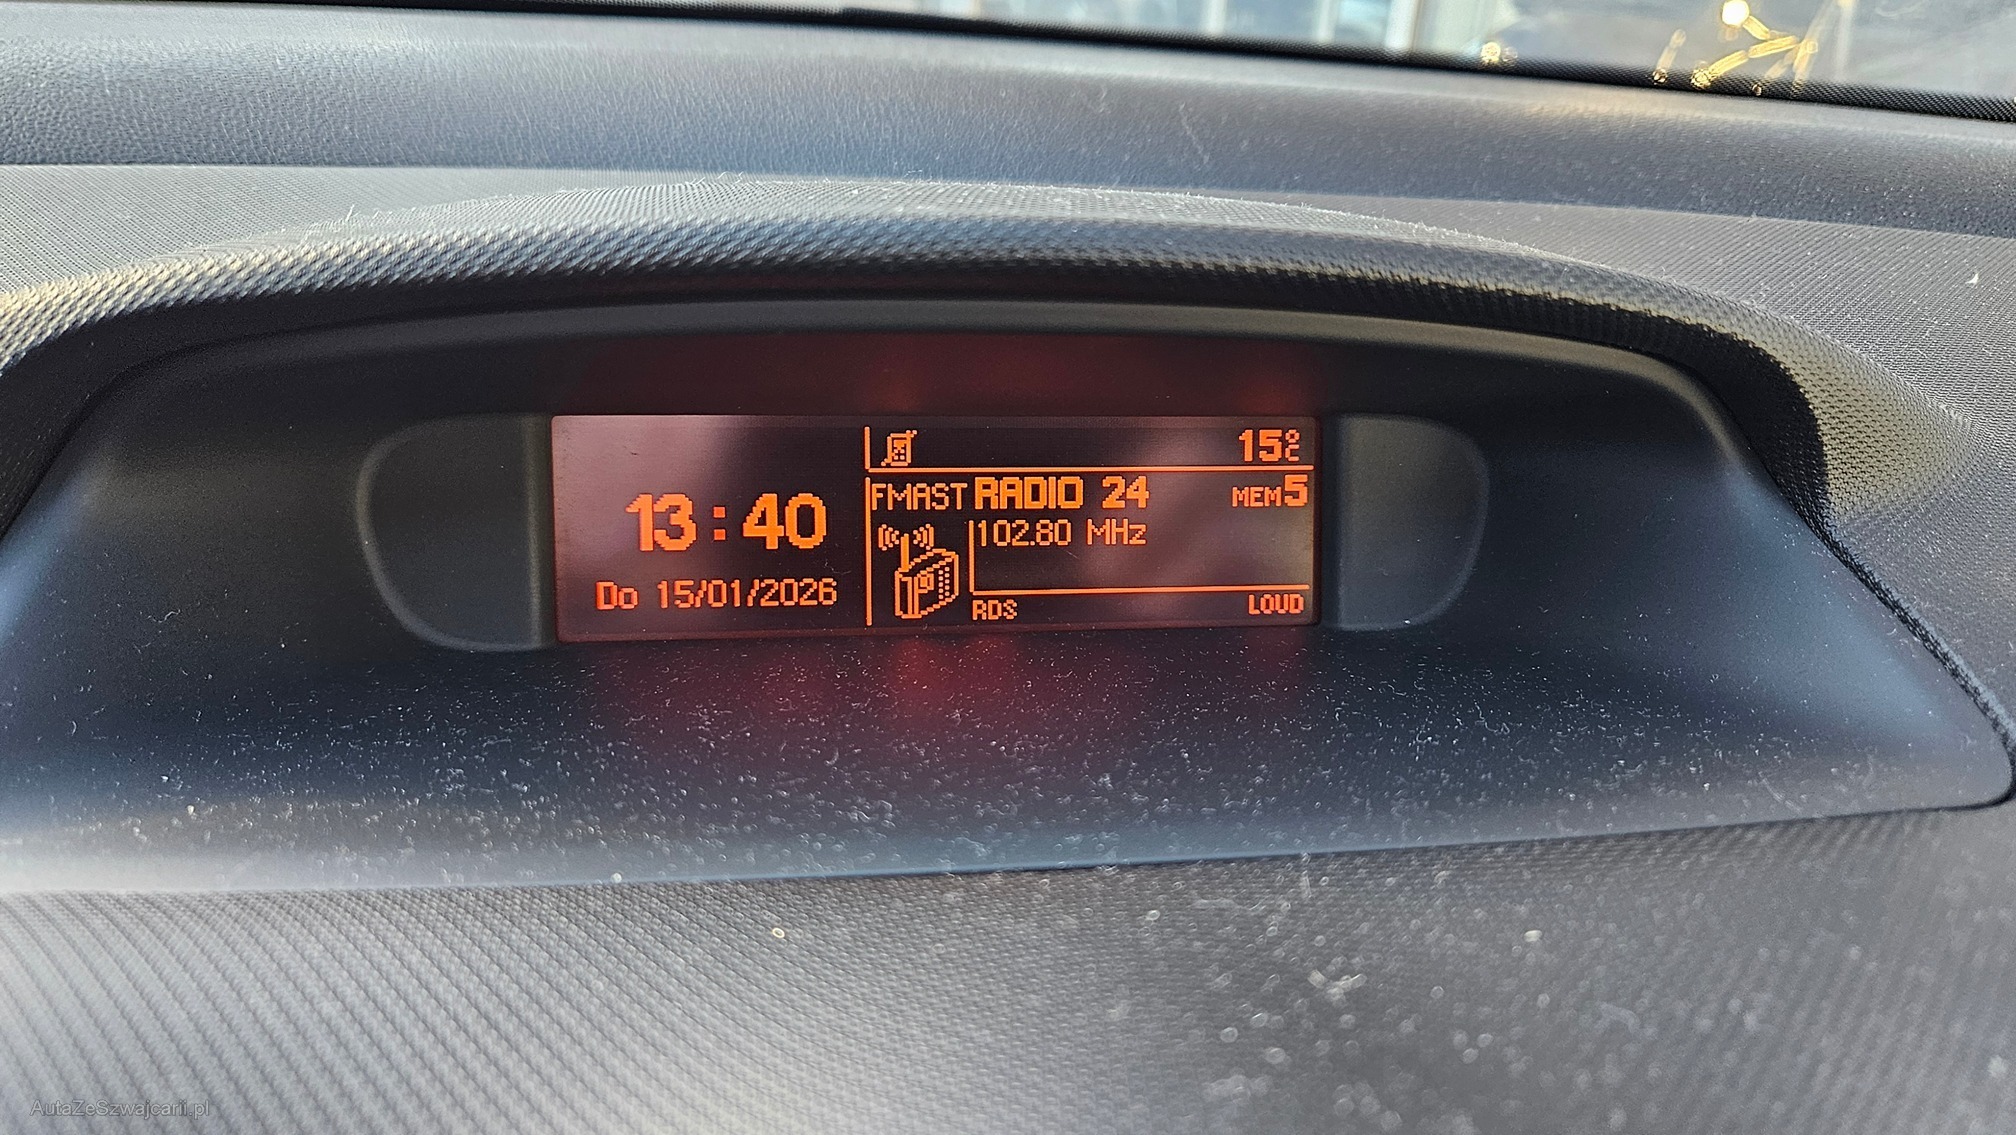 13:40
Do 15/01/2026
15°C
FMAST RADIO 24 MEM5
102.80 MHz
RDS LOUD
AutaZeSzwajcarii.pl